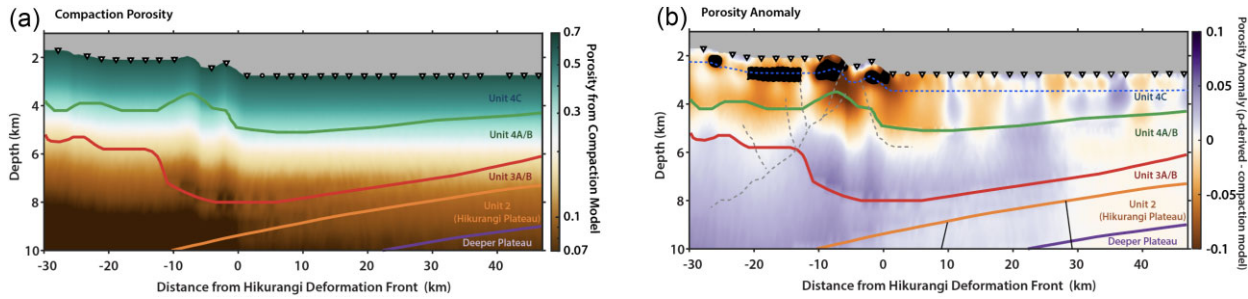 (a)
Compaction Porosity
2
4
6
8
10
Depth (km)
Unit 4C
Unit 4A/B
Unit 3A/B
Unit 2
(Hikurangi Plateau)
Deeper Plateau
-30 -20 -10 0 10 20 30 40
Distance from Hikurangi Deformation Front (km)
0.7
0.5
0.3
0.1
0.07
Porosity from Compaction Model
(b)
Porosity Anomaly
2
4
6
8
10
Depth (km)
Unit 4C
Unit 4A/B
Unit 3A/B
Unit 2
(Hikurangi Plateau)
Deeper Plateau
-30 -20 -10 0 10 20 30 40
Distance from Hikurangi Deformation Front (km)
0.1
0.05
0
-0.05
-0.1
Porosity Anomaly (ρ-derived - compaction model)